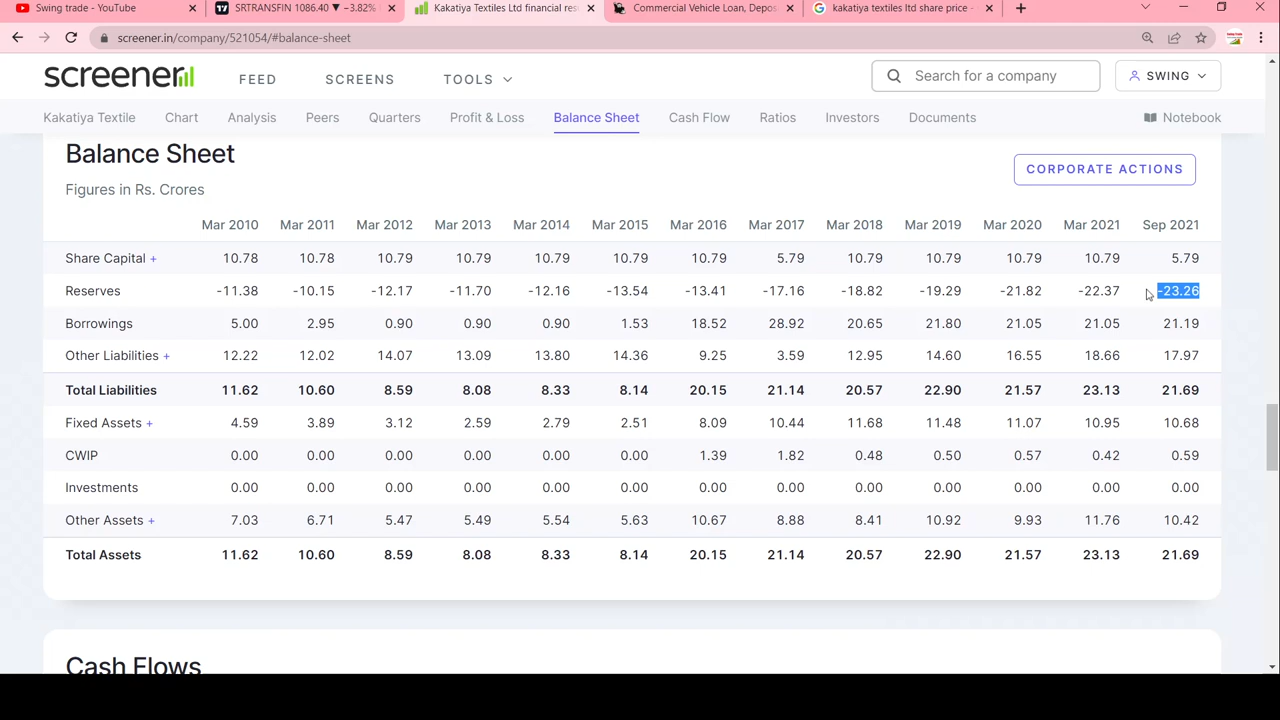 Swing trade - YouTube
SRTRANSFIN 1086.40 ▼ −3.82%
Kakatiya Textiles Ltd financial res
Commercial Vehicle Loan, Depos
kakatiya textiles ltd share price -
screener.in/company/521054/#balance-sheet
screener
FEED SCREENS TOOLS
Search for a company
SWING
Kakatiya Textile Chart Analysis Peers Quarters Profit & Loss Balance Sheet Cash Flow Ratios Investors Documents Notebook
Balance Sheet
CORPORATE ACTIONS
Figures in Rs. Crores
Mar 2010 Mar 2011 Mar 2012 Mar 2013 Mar 2014 Mar 2015 Mar 2016 Mar 2017 Mar 2018 Mar 2019 Mar 2020 Mar 2021 Sep 2021
Share Capital + 10.78 10.78 10.79 10.79 10.79 10.79 10.79 5.79 10.79 10.79 10.79 10.79 5.79
Reserves -11.38 -10.15 -12.17 -11.70 -12.16 -13.54 -13.41 -17.16 -18.82 -19.29 -21.82 -22.37 -23.26
Borrowings 5.00 2.95 0.90 0.90 0.90 1.53 18.52 28.92 20.65 21.80 21.05 21.05 21.19
Other Liabilities + 12.22 12.02 14.07 13.09 13.80 14.36 9.25 3.59 12.95 14.60 16.55 18.66 17.97
Total Liabilities 11.62 10.60 8.59 8.08 8.33 8.14 20.15 21.14 20.57 22.90 21.57 23.13 21.69
Fixed Assets + 4.59 3.89 3.12 2.59 2.79 2.51 8.09 10.44 11.68 11.48 11.07 10.95 10.68
CWIP 0.00 0.00 0.00 0.00 0.00 0.00 1.39 1.82 0.48 0.50 0.57 0.42 0.59
Investments 0.00 0.00 0.00 0.00 0.00 0.00 0.00 0.00 0.00 0.00 0.00 0.00 0.00
Other Assets + 7.03 6.71 5.47 5.49 5.54 5.63 10.67 8.88 8.41 10.92 9.93 11.76 10.42
Total Assets 11.62 10.60 8.59 8.08 8.33 8.14 20.15 21.14 20.57 22.90 21.57 23.13 21.69
Cash Flows